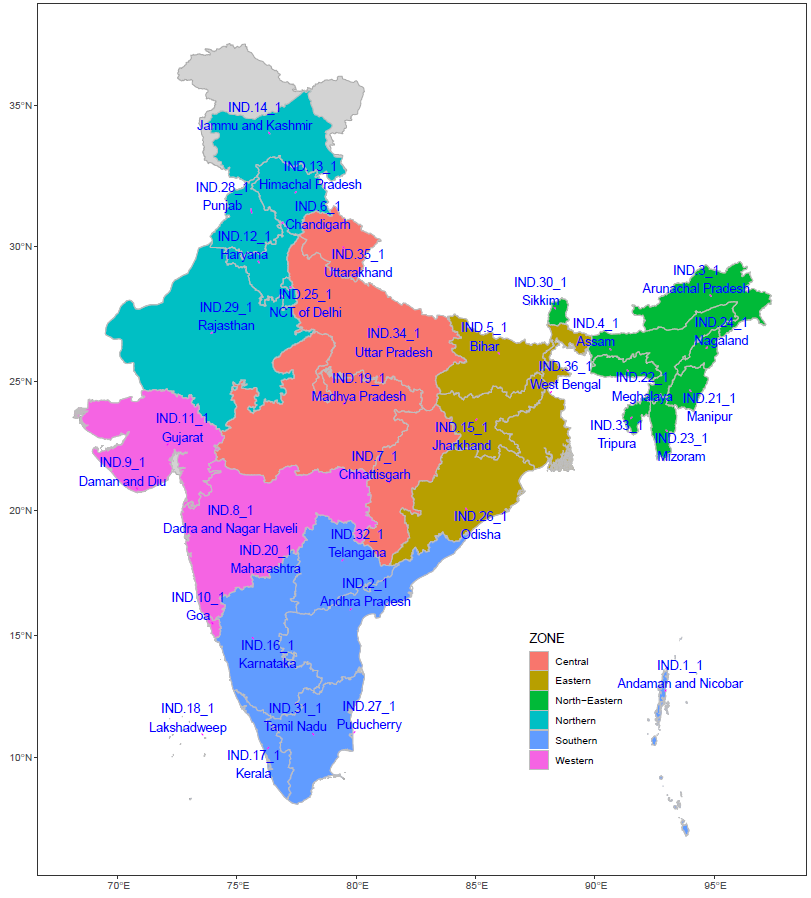 35°N
30°N
25°N
20°N
15°N
10°N
IND.14_1
Jammu and Kashmir
IND.13_1
Himachal Pradesh
IND.28_1
Punjab
IND.6_1
Chandigarh
IND.12_1
Haryana
IND.35_1
Uttarakhand
IND.25_1
NCT of Delhi
IND.29_1
Rajasthan
IND.34_1
Uttar Pradesh
IND.5_1
Bihar
IND.30_1
Sikkim
IND.3_1
Arunachal Pradesh
IND.4_1
Assam
IND.24_1
Nagaland
IND.36_1
West Bengal
IND.22_1
Meghalaya
IND.21_1
Manipur
IND.33_1
Tripura
IND.23_1
Mizoram
IND.19_1
Madhya Pradesh
IND.11_1
Gujarat
IND.9_1
Daman and Diu
IND.15_1
Jharkhand
IND.7_1
Chhattisgarh
IND.8_1
Dadra and Nagar Haveli
IND.26_1
Odisha
IND.32_1
Telangana
IND.20_1
Maharashtra
IND.2_1
Andhra Pradesh
IND.10_1
Goa
IND.16_1
Karnataka
IND.1_1
Andaman and Nicobar
IND.18_1
Lakshadweep
IND.31_1
Tamil Nadu
IND.27_1
Puducherry
IND.17_1
Kerala
ZONE
Central
Eastern
North−Eastern
Northern
Southern
Western
70°E
75°E
80°E
85°E
90°E
95°E